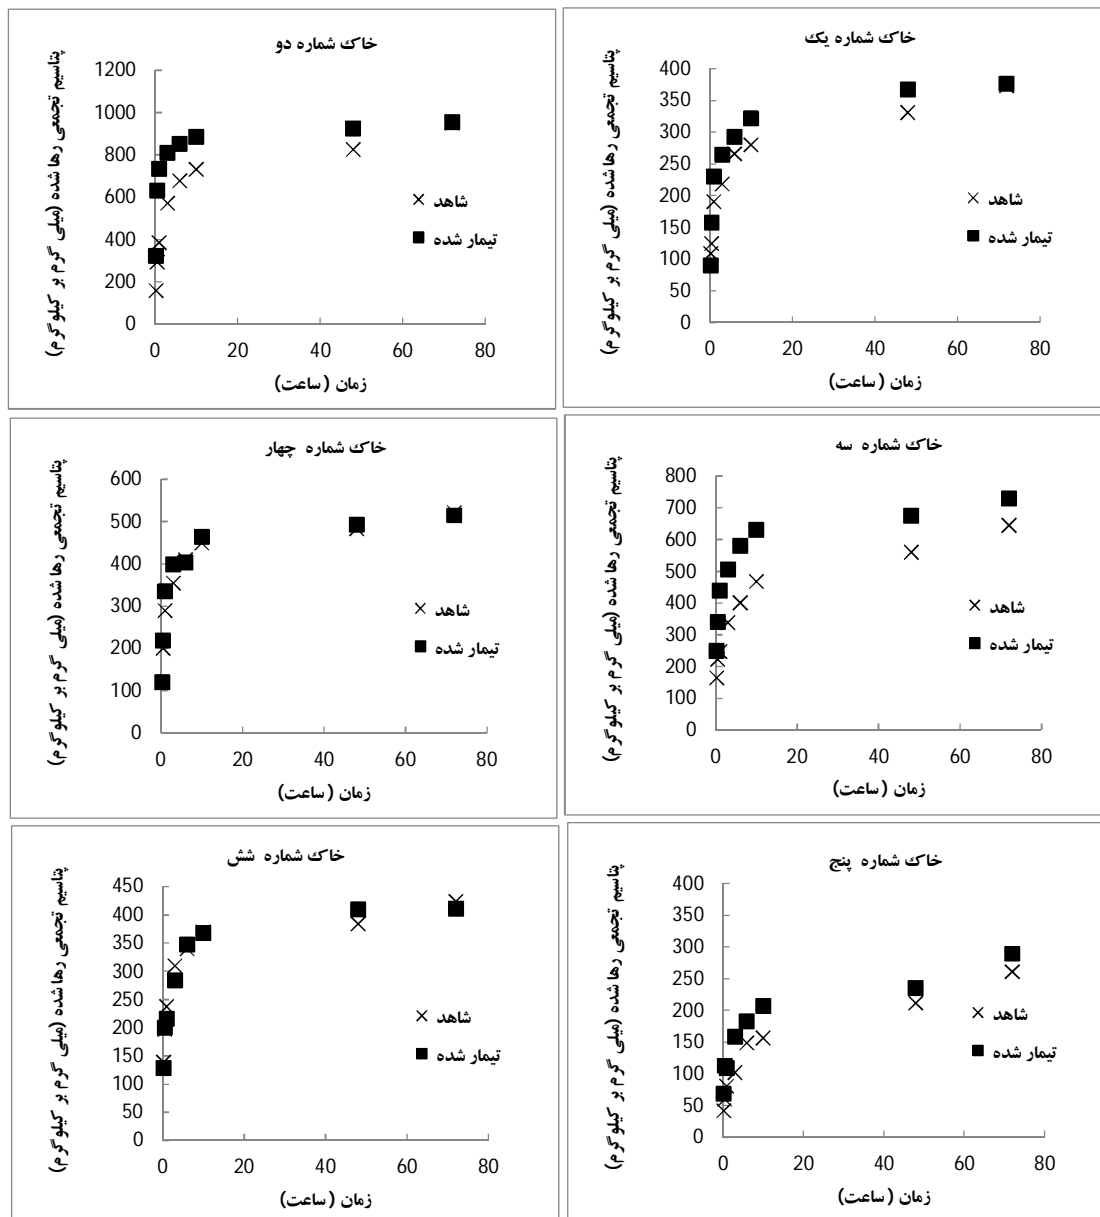 خاک شماره یک
پتاسیم تجمعی رها شده (میلی گرم بر کیلوگرم)
400
350
300
250
200
150
100
50
0
0 20 40 60 80
زمان (ساعت)
شاهد
تیمار شده
خاک شماره دو
پتاسیم تجمعی رها شده (میلی گرم بر کیلوگرم)
1200
1000
800
600
400
200
0
0 20 40 60 80
زمان (ساعت)
شاهد
تیمار شده
خاک شماره سه
پتاسیم تجمعی رها شده (میلی گرم بر کیلوگرم)
800
700
600
500
400
300
200
100
0
0 20 40 60 80
زمان (ساعت)
شاهد
تیمار شده
خاک شماره چهار
پتاسیم تجمعی رها شده (میلی گرم بر کیلوگرم)
600
500
400
300
200
100
0
0 20 40 60 80
زمان (ساعت)
شاهد
تیمار شده
خاک شماره پنج
پتاسیم تجمعی رها شده (میلی گرم بر کیلوگرم)
400
350
300
250
200
150
100
50
0
0 20 40 60 80
زمان (ساعت)
شاهد
تیمار شده
خاک شماره شش
پتاسیم تجمعی رها شده (میلی گرم بر کیلوگرم)
450
400
350
300
250
200
150
100
50
0
0 20 40 60 80
زمان (ساعت)
شاهد
تیمار شده